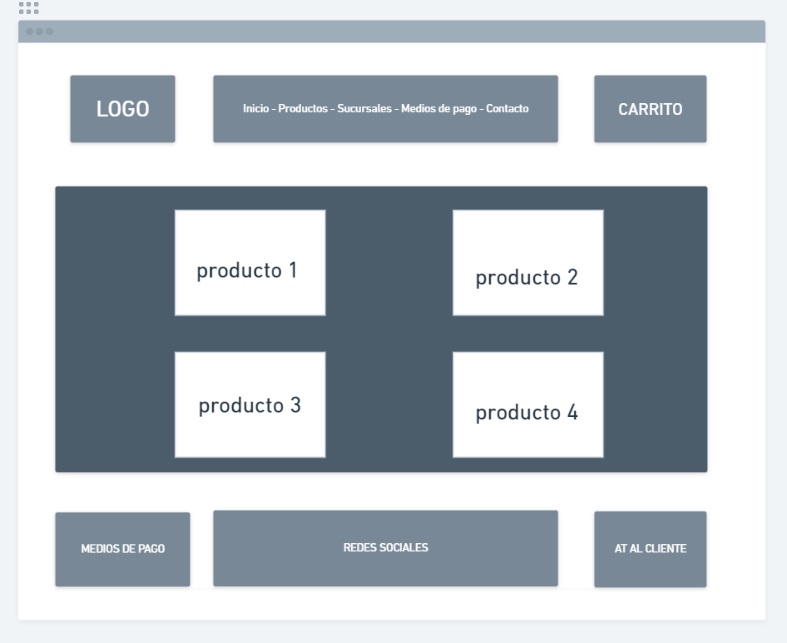 LOGO
Inicio - Productos - Sucursales - Medios de pago - Contacto
CARRITO
producto 1
producto 2
producto 3
producto 4
MEDIOS DE PAGO
REDES SOCIALES
AT AL CLIENTE